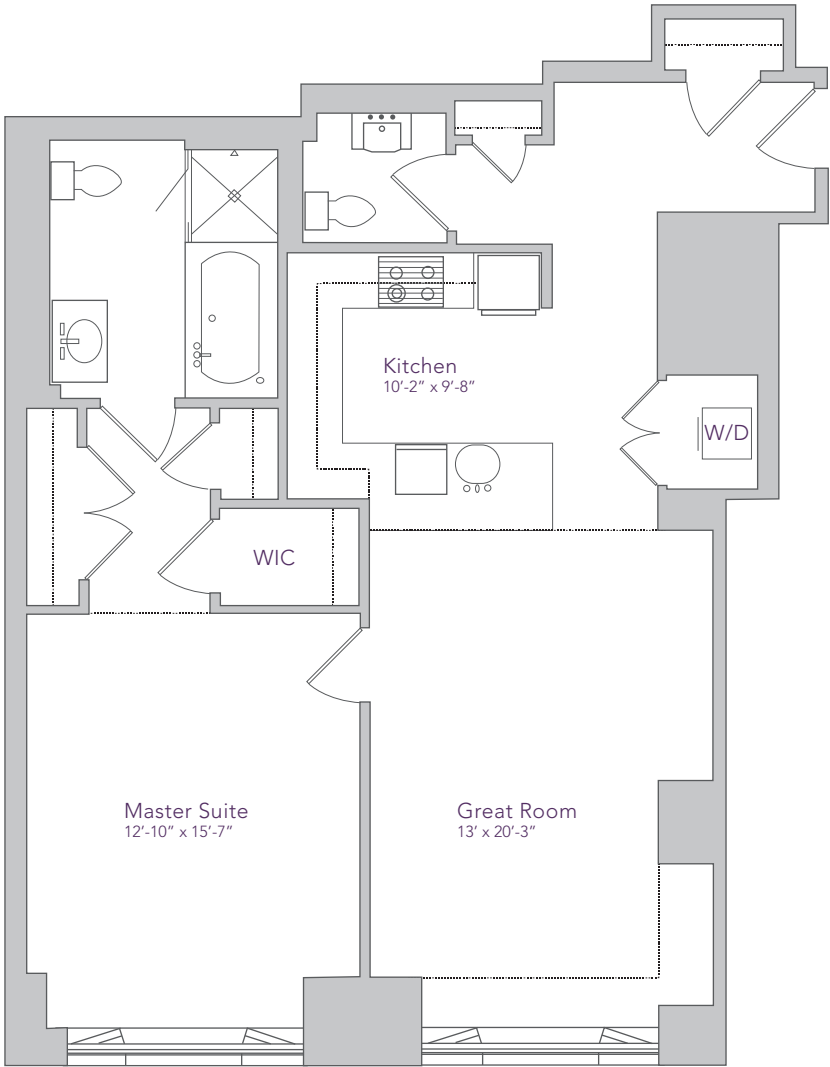 Kitchen
10’-2” x 9’-8”
W/D
WIC
Master Suite
12’-10” x 15’-7”
Great Room
13’ x 20’-3”